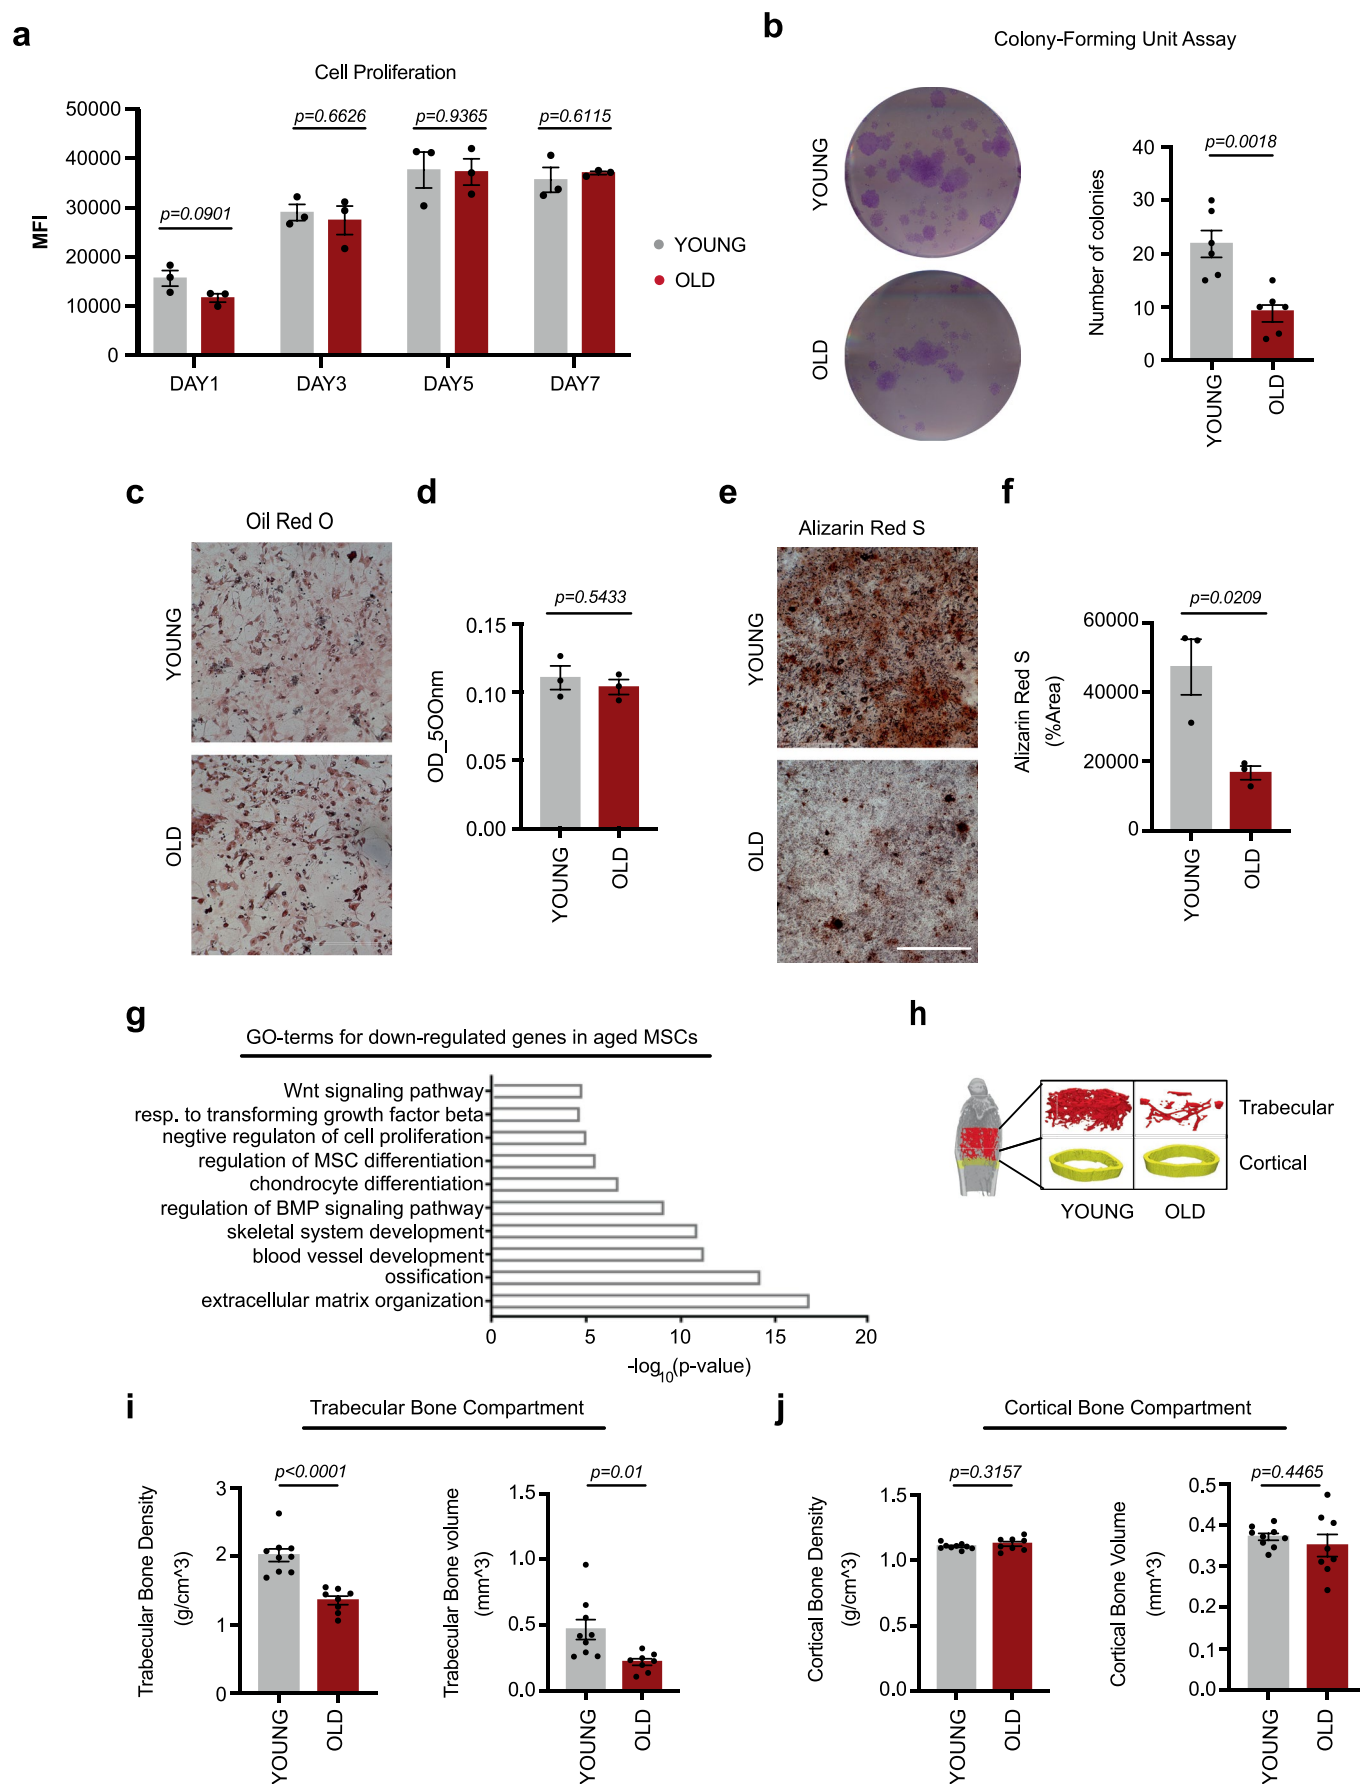 a
Cell Proliferation
50000
40000
30000
20000
10000
0
MFI
p=0.0901
p=0.6626
p=0.9365
p=0.6115
DAY1
DAY3
DAY5
DAY7
YOUNG
OLD
b
Colony-Forming Unit Assay
YOUNG
OLD
Number of colonies
40
30
20
10
0
p=0.0018
YOUNG
OLD
c
Oil Red O
YOUNG
OLD
d
p=0.5433
OD_5OOnm
0.15
0.10
0.05
0.00
YOUNG
OLD
e
Alizarin Red S
YOUNG
OLD
f
p=0.0209
Alizarin Red S
(%Area)
60000
40000
20000
0
YOUNG
OLD
g
GO-terms for down-regulated genes in aged MSCs
Wnt signaling pathway
resp. to transforming growth factor beta
negtive regulaton of cell proliferation
regulation of MSC differentiation
chondrocyte differentiation
regulation of BMP signaling pathway
skeletal system development
blood vessel development
ossification
extracellular matrix organization
0 5 10 15 20
-log10(p-value)
h
Trabecular
Cortical
YOUNG OLD
i
Trabecular Bone Compartment
p<0.0001
Trabecular Bone Density
(g/cm^3)
3
2
1
0
YOUNG
OLD
p=0.01
Trabecular Bone volume
(mm^3)
1.5
1.0
0.5
0.0
YOUNG
OLD
j
Cortical Bone Compartment
p=0.3157
Cortical Bone Density
(g/cm^3)
1.5
1.0
0.5
0.0
YOUNG
OLD
p=0.4465
Cortical Bone Volume
(mm^3)
0.5
0.4
0.3
0.2
0.1
0.0
YOUNG
OLD